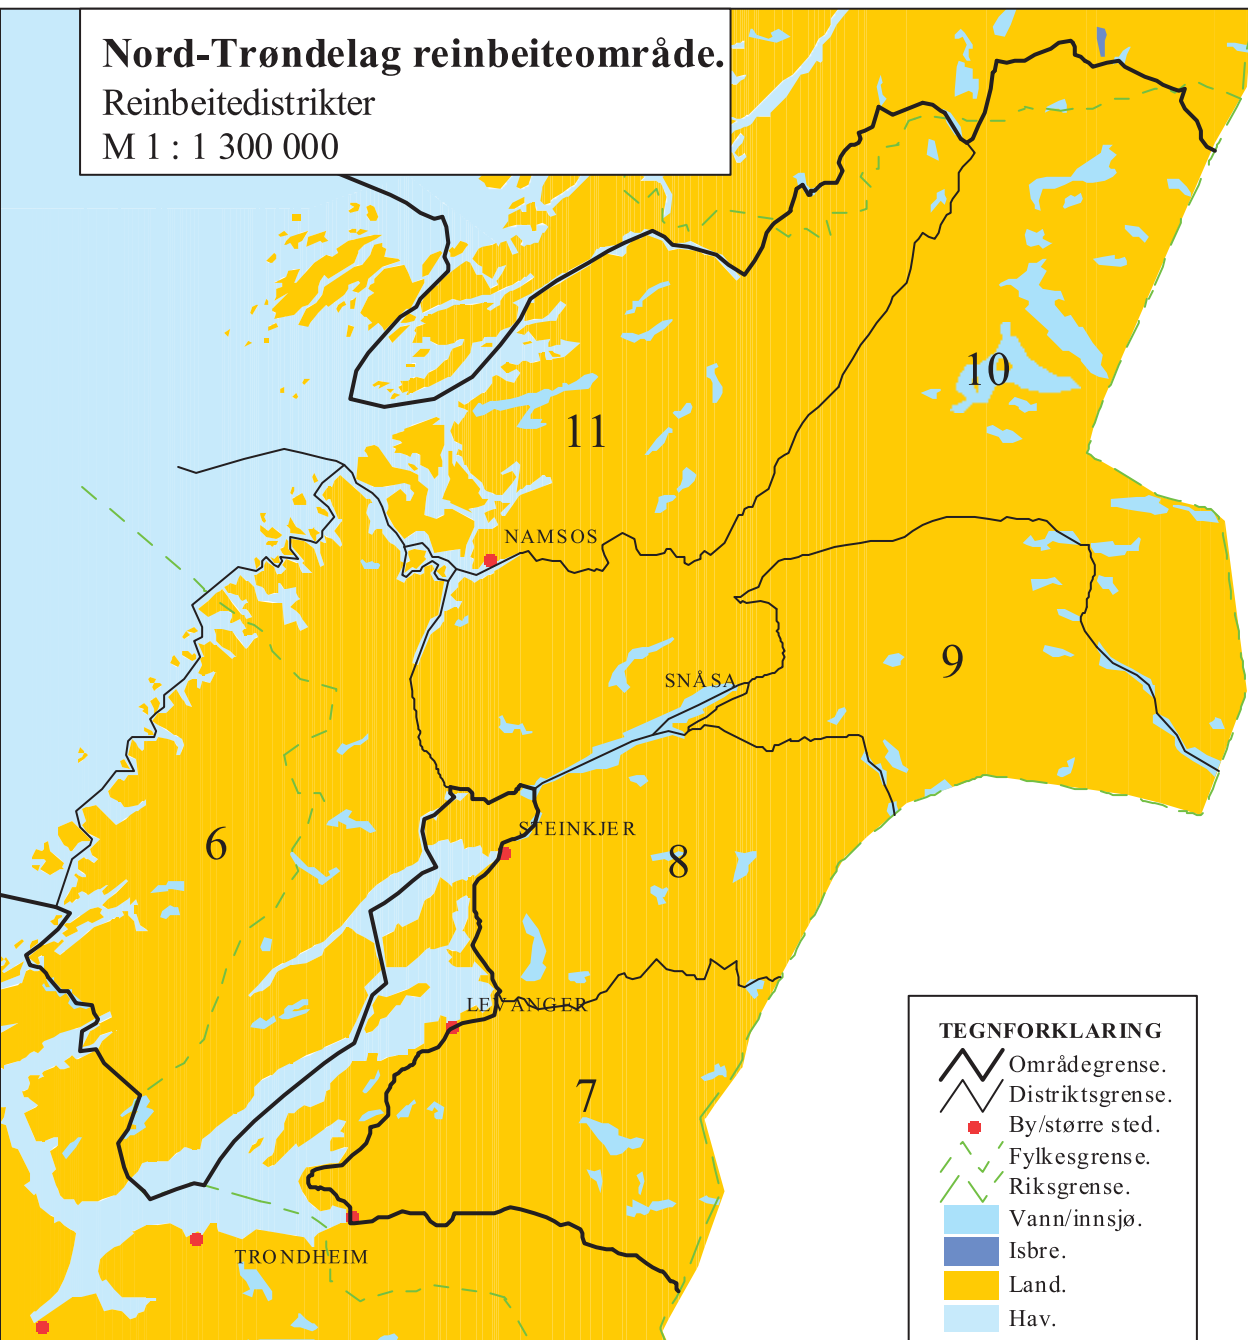 Nord-Trøndelag reinbeiteområde.
Reinbeitedistrikter
M 1 : 1 300 000
10
11
NAMSOS
9
SNÅSA
STEINKJER
6
8
LEVANGER
7
TRONDHEIM
TEGNFORKLARING
Områdegrense.
Distriktsgrense.
By/større sted.
Fylkesgrense.
Riksgrense.
Vann/innsjø.
Isbre.
Land.
Hav.